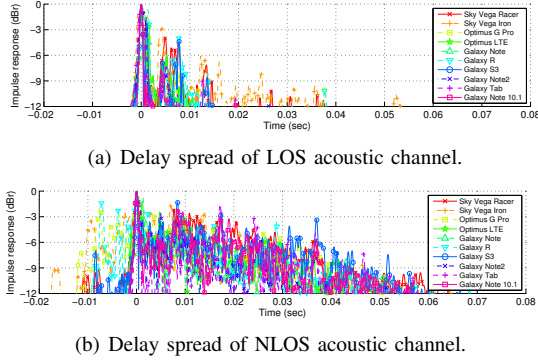 0
-3
-6
-9
-12
Impulse response (dBr)
-0.02 -0.01 0 0.01 0.02 0.03 0.04 0.05 0.06 0.07 0.08
Time (sec)
Sky Vega Racer
Sky Vega Iron
Optimus G Pro
Optimus LTE
Galaxy Note
Galaxy R
Galaxy S3
Galaxy Note2
Galaxy Tab
Galaxy Note 10.1
(a) Delay spread of LOS acoustic channel.
0
-3
-6
-9
-12
Impulse response (dBr)
-0.02 -0.01 0 0.01 0.02 0.03 0.04 0.05 0.06 0.07 0.08
Time (sec)
Sky Vega Racer
Sky Vega Iron
Optimus G Pro
Optimus LTE
Galaxy Note
Galaxy R
Galaxy S3
Galaxy Note2
Galaxy Tab
Galaxy Note 10.1
(b) Delay spread of NLOS acoustic channel.